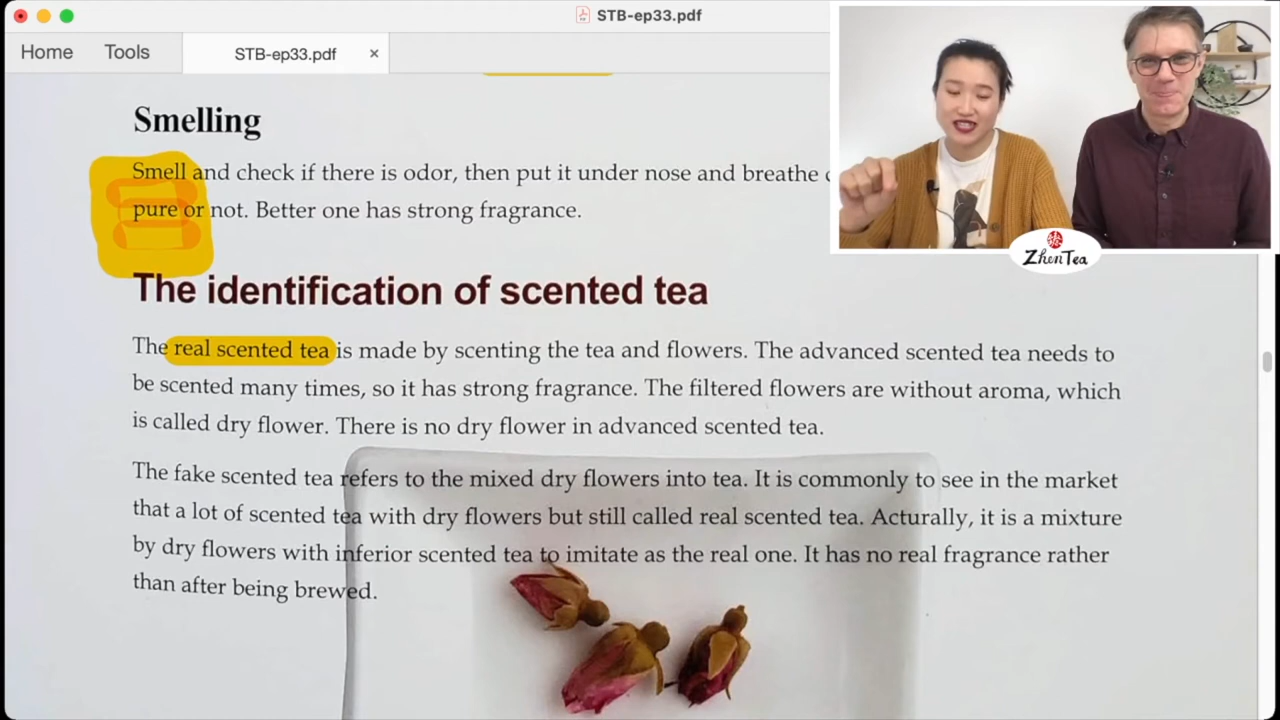 STB-ep33.pdf
Home Tools STB-ep33.pdf ×
Smelling
Smell and check if there is odor, then put it under nose and breathe
pure or not. Better one has strong fragrance.
ZhenTea
The identification of scented tea
The real scented tea is made by scenting the tea and flowers. The advanced scented tea needs to
be scented many times, so it has strong fragrance. The filtered flowers are without aroma, which
is called dry flower. There is no dry flower in advanced scented tea.
The fake scented tea refers to the mixed dry flowers into tea. It is commonly to see in the market
that a lot of scented tea with dry flowers but still called real scented tea. Acturally, it is a mixture
by dry flowers with inferior scented tea to imitate as the real one. It has no real fragrance rather
than after being brewed.